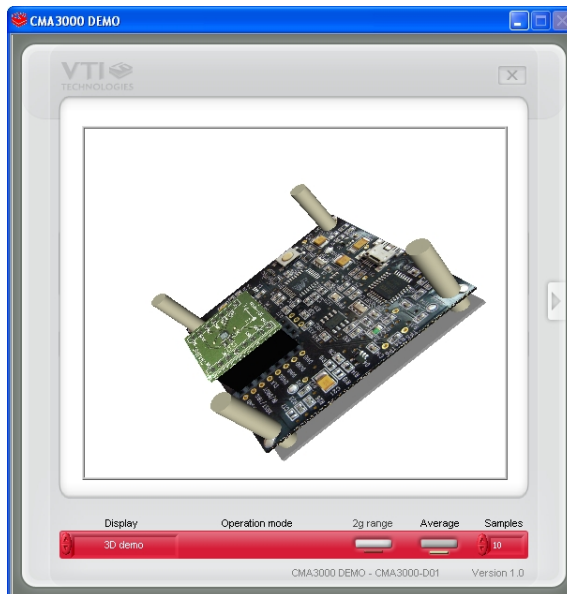 CMA3000 DEMO
VTI
TECHNOLOGIES
Display Operation mode 2g range Average Samples
3D demo 10
CMA3000 DEMO - CMA3000-D01 Version 1.0